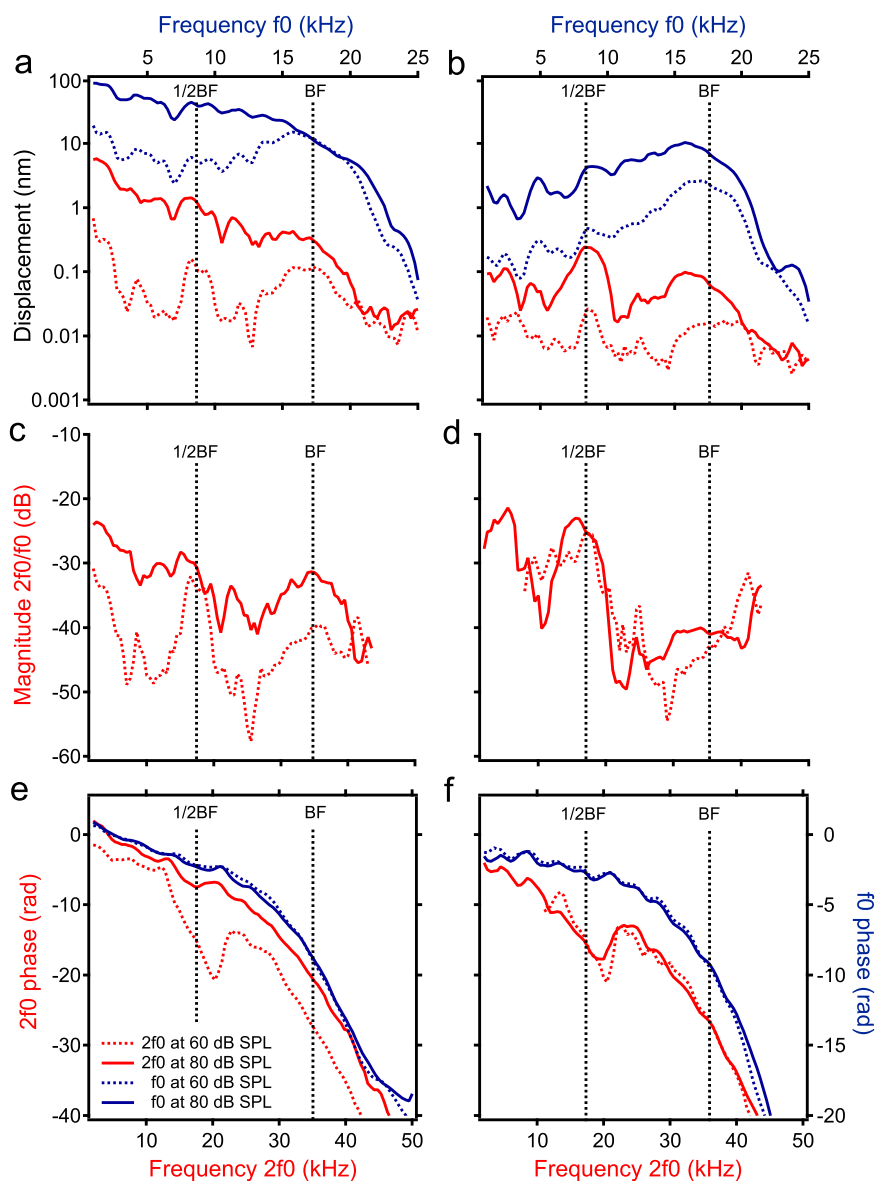 Frequency f0 (kHz) Frequency f0 (kHz)
5 10 15 20 25 5 10 15 20 25
a b
1/2BF BF 1/2BF BF
100
10
1
0.1
0.01
0.001
Displacement (nm)
c d
1/2BF BF 1/2BF BF
-10
-20
-30
-40
-50
-60
Magnitude 2f0/f0 (dB)
e f
1/2BF BF 1/2BF BF
0
-10
-20
-30
-40
2f0 phase (rad)
2f0 at 60 dB SPL
2f0 at 80 dB SPL
f0 at 60 dB SPL
f0 at 80 dB SPL
0
-5
-10
-15
-20
f0 phase (rad)
10 20 30 40 50 10 20 30 40 50
Frequency 2f0 (kHz) Frequency 2f0 (kHz)